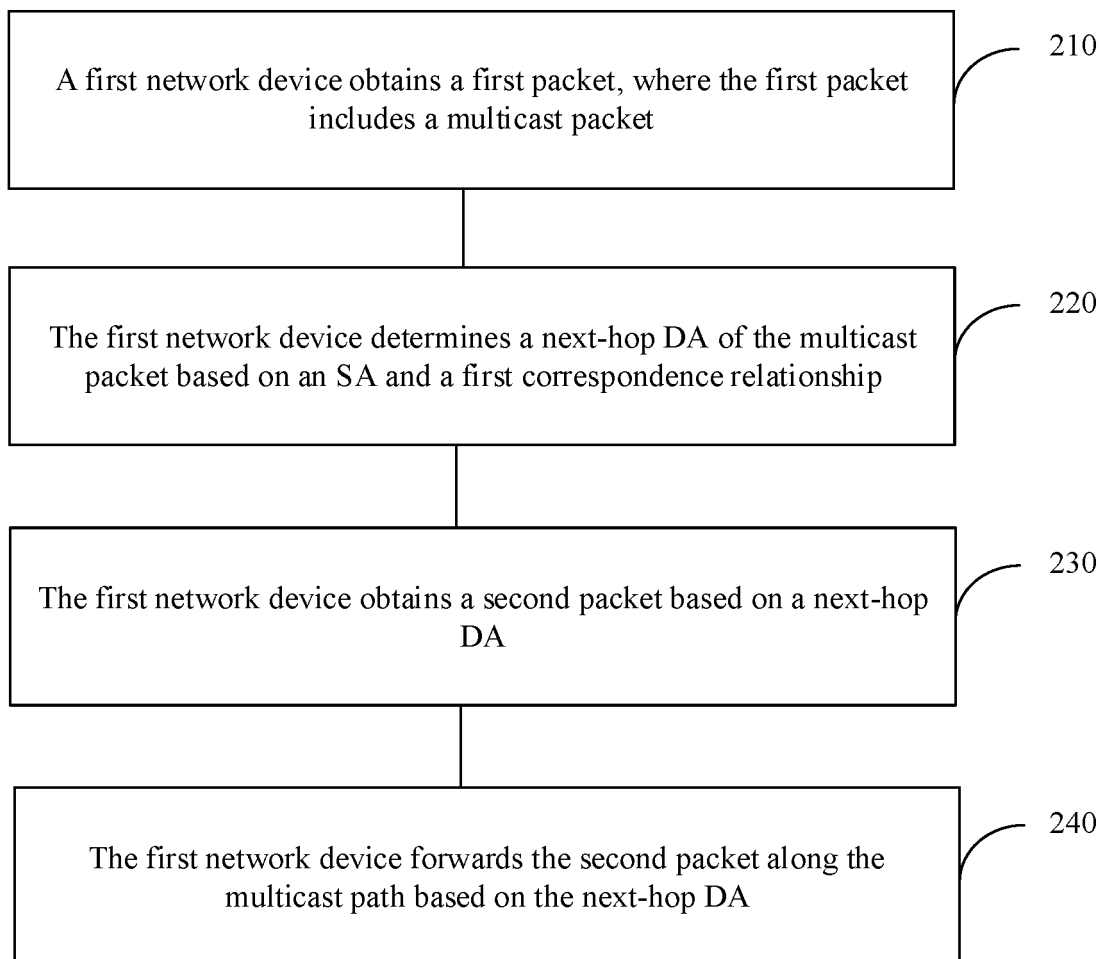 210
A first network device obtains a first packet, where the first packet
includes a multicast packet
220
The first network device determines a next-hop DA of the multicast
packet based on an SA and a first correspondence relationship
230
The first network device obtains a second packet based on a next-hop
DA
240
The first network device forwards the second packet along the
multicast path based on the next-hop DA